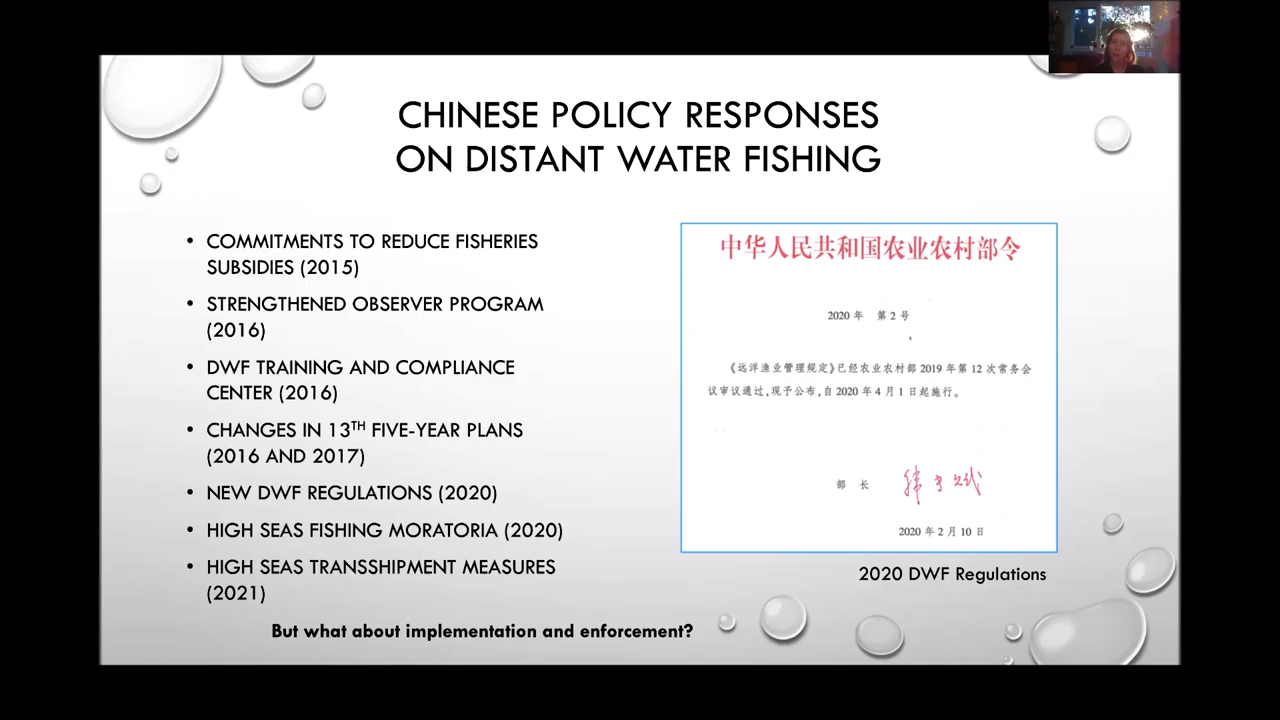 CHINESE POLICY RESPONSES
ON DISTANT WATER FISHING
• COMMITMENTS TO REDUCE FISHERIES
SUBSIDIES (2015)
• STRENGTHENED OBSERVER PROGRAM
(2016)
• DWF TRAINING AND COMPLIANCE
CENTER (2016)
• CHANGES IN 13TH FIVE-YEAR PLANS
(2016 AND 2017)
• NEW DWF REGULATIONS (2020)
• HIGH SEAS FISHING MORATORIA (2020)
• HIGH SEAS TRANSSHIPMENT MEASURES
(2021)
But what about implementation and enforcement?
中华人民共和国农业农村部令
2020 年 第 2 号
《远洋渔业管理规定》已经农业农村部 2019 年第 12 次常务会
议审议通过,现予公布,自 2020 年 4 月 1 日起施行。
部 长
2020 年 2 月 10 日
2020 DWF Regulations